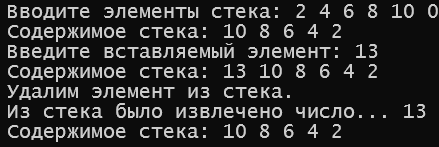 Вводите элементы стека: 2 4 6 8 10 0
Содержимое стека: 10 8 6 4 2
Введите вставляемый элемент: 13
Содержимое стека: 13 10 8 6 4 2
Удалим элемент из стека.
Из стека было извлечено число... 13
Содержимое стека: 10 8 6 4 2